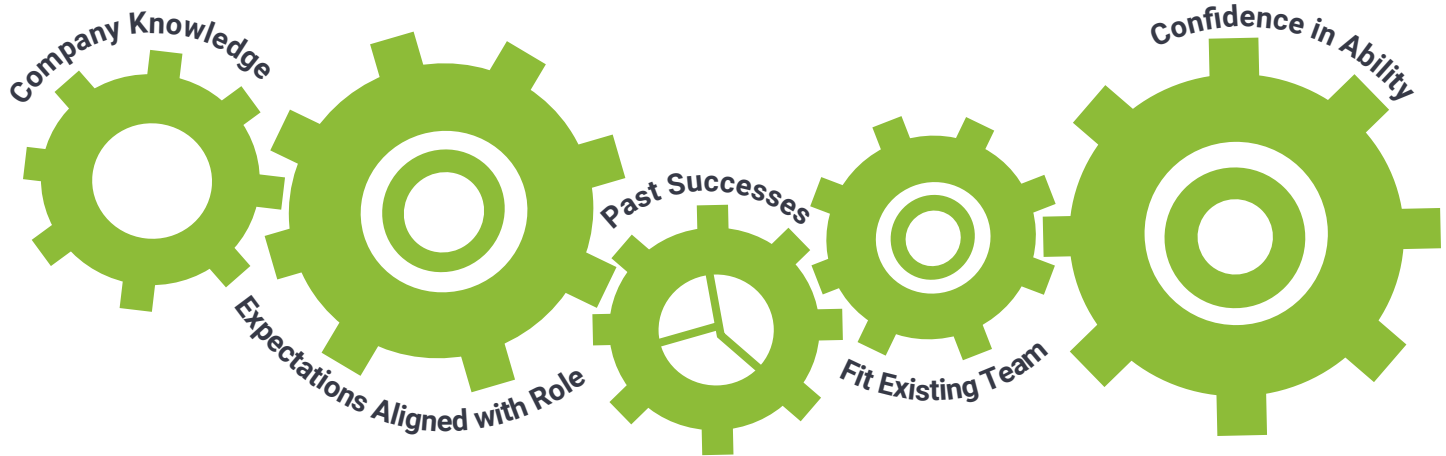 Company Knowledge
Expectations Aligned with Role
Past Successes
Fit Existing Team
Confidence in Ability